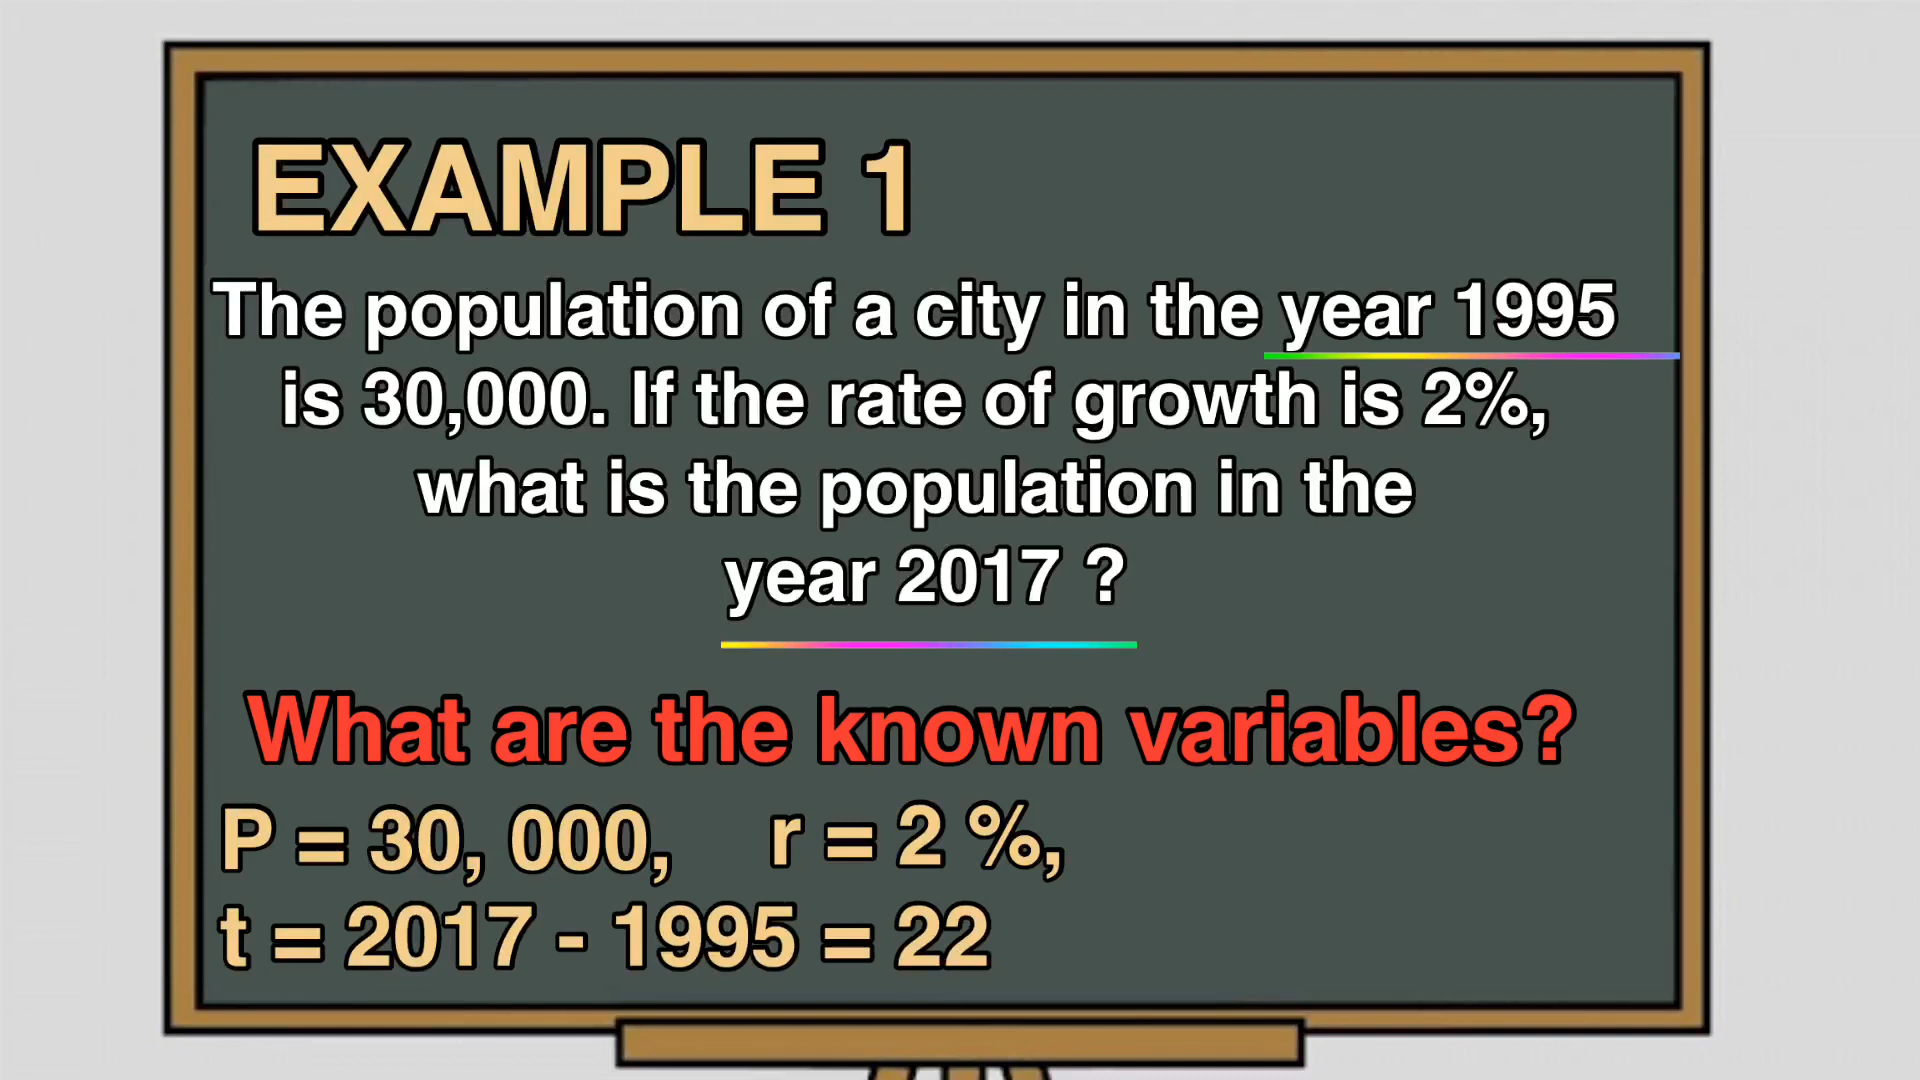 EXAMPLE 1
The population of a city in the year 1995
is 30,000. If the rate of growth is 2%,
what is the population in the
year 2017 ?
What are the known variables?
P = 30, 000, r = 2 %,
t = 2017 - 1995 = 22